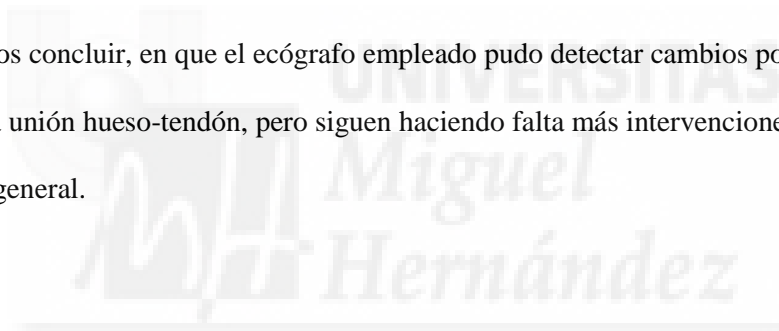 os concluir, en que el ecógrafo empleado pudo detectar cambios po
unión hueso-tendón, pero siguen haciendo falta más intervencione
general.
UNIVERSITAS
Miguel
Hernández